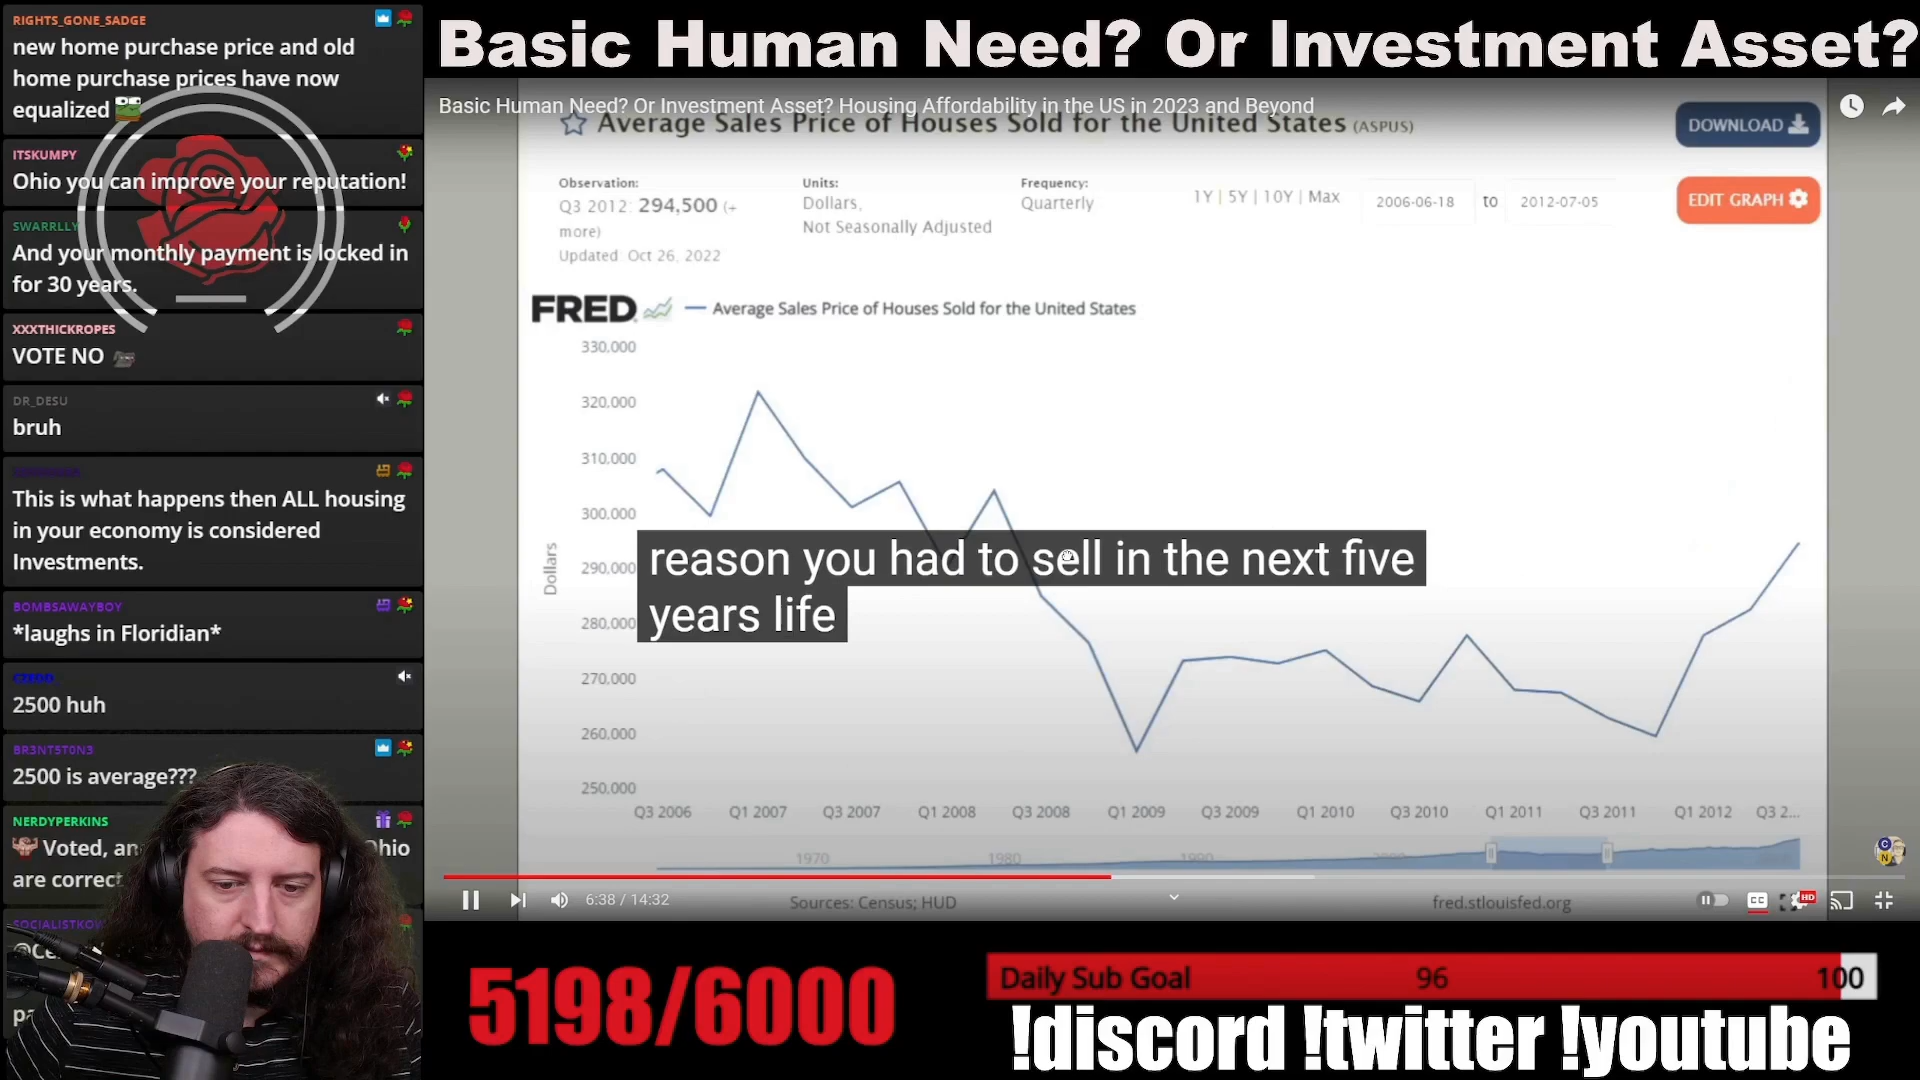 RIGHTS_GONE_SADGE
new home purchase price and old
home purchase prices have now
equalized
ITSKUMPY
Ohio you can improve your reputation!
SWARRLLY
And your monthly payment is locked in
for 30 years.
XXXTHICKROPES
VOTE NO
DR_DESU
bruh
This is what happens then ALL housing
in your economy is considered
Investments.
BOMBSAWAYBOY
*laughs in Floridian*
CZEDD
2500 huh
BR3NT5T0N3
2500 is average???
NERDYPERKINS
Voted, an
Ohio
are correct
Basic Human Need? Or Investment Asset?
Basic Human Need? Or Investment Asset? Housing Affordability in the US in 2023 and Beyond
Average Sales Price of Houses Sold for the United States (ASPUS)
DOWNLOAD
Observation:
Q3 2012: 294,500 (+
more)
Updated: Oct 26, 2022
Units:
Dollars,
Not Seasonally Adjusted
Frequency:
Quarterly
1Y | 5Y | 10Y | Max
2006-06-18 to 2012-07-05
EDIT GRAPH
FRED
Average Sales Price of Houses Sold for the United States
330,000
320,000
310,000
300,000
290,000
280,000
270,000
260,000
250,000
Dollars
reason you had to sell in the next five
years life
Q3 2006 Q1 2007 Q3 2007 Q1 2008 Q3 2008 Q1 2009 Q3 2009 Q1 2010 Q3 2010 Q1 2011 Q3 2011 Q1 2012 Q3 2...
1970 1980 1990 2000
6:38 / 14:32
Sources: Census; HUD
fred.stlouisfed.org
CC
HD
C
N
5198/6000
Daily Sub Goal 96 100
!discord !twitter !youtube